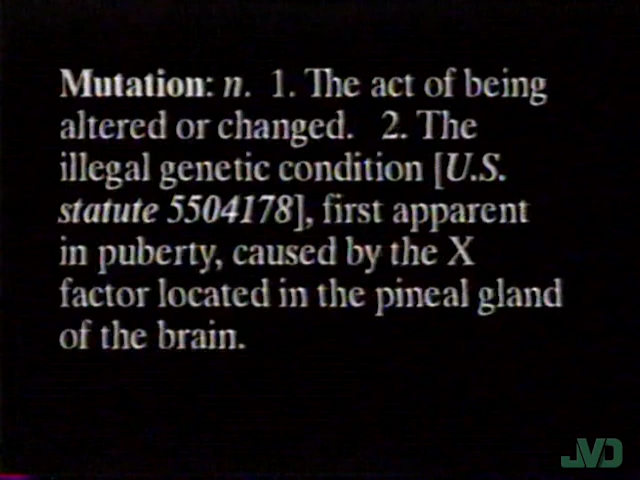 Mutation: n. 1. The act of being
altered or changed. 2. The
illegal genetic condition [U.S.
statute 5504178], first apparent
in puberty, caused by the X
factor located in the pineal gland
of the brain.
JVD